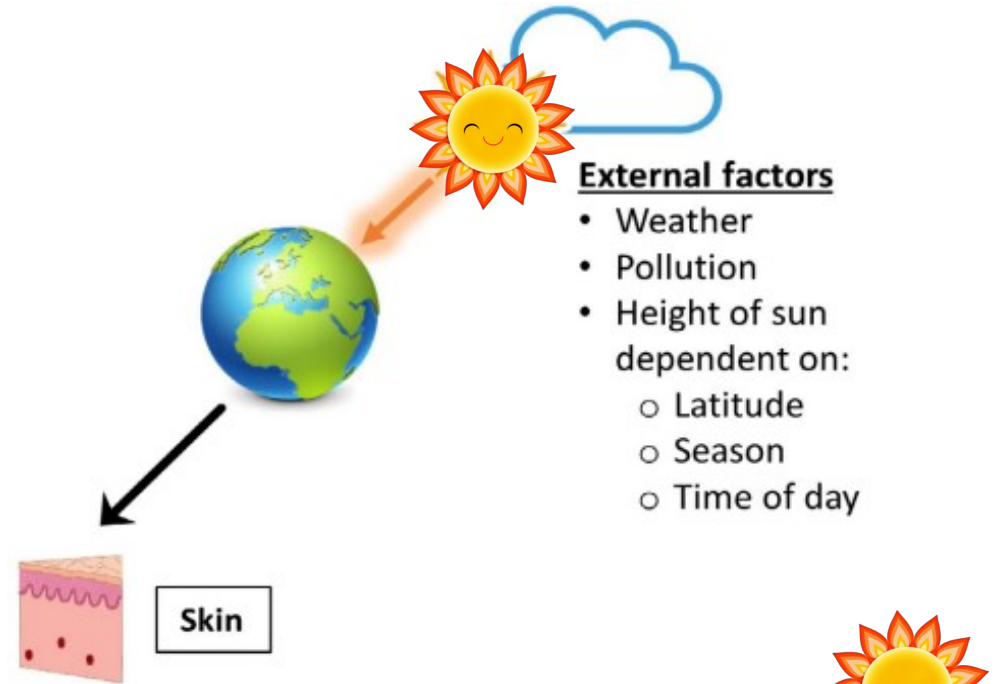 External factors
• Weather
• Pollution
• Height of sun
dependent on:
o Latitude
o Season
o Time of day
Skin